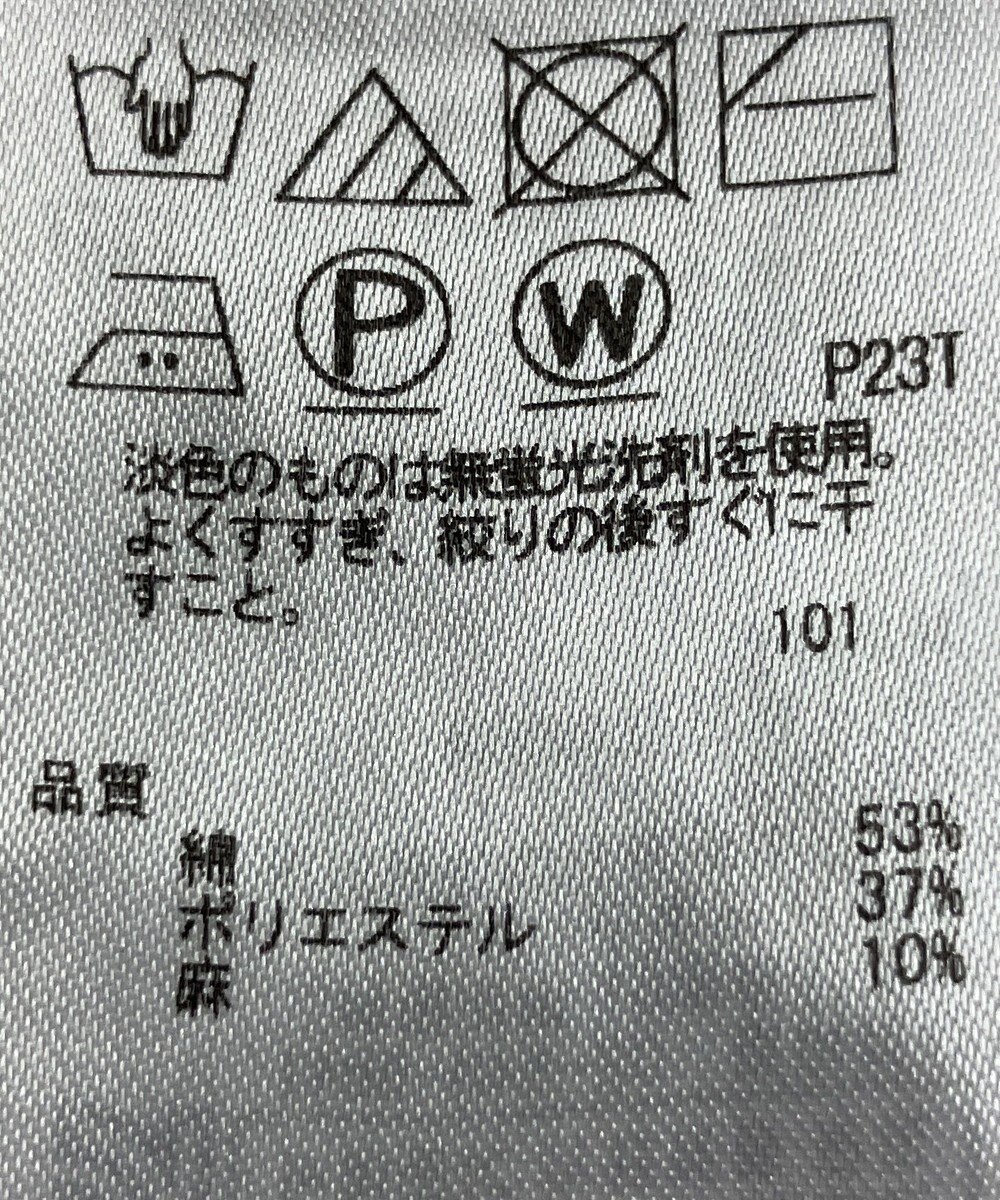 P W
P23T
淡色のものは無蛍光洗剤を使用。
よくすすぎ、絞りの後すぐに干
すこと。
101
品質
綿 53%
ポリエステル 37%
麻 10%